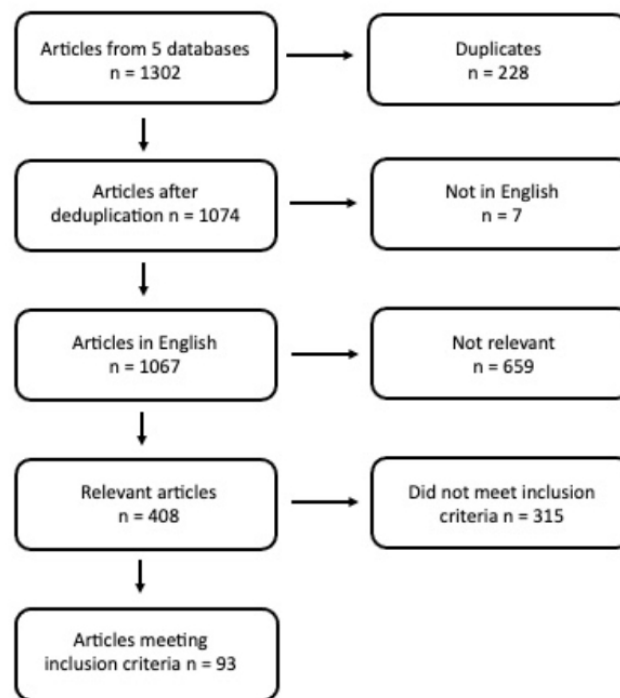 Articles from 5 databases
n = 1302
Duplicates
n = 228
Articles after
deduplication n = 1074
Not in English
n = 7
Articles in English
n = 1067
Not relevant
n = 659
Relevant articles
n = 408
Did not meet inclusion
criteria n = 315
Articles meeting
inclusion criteria n = 93